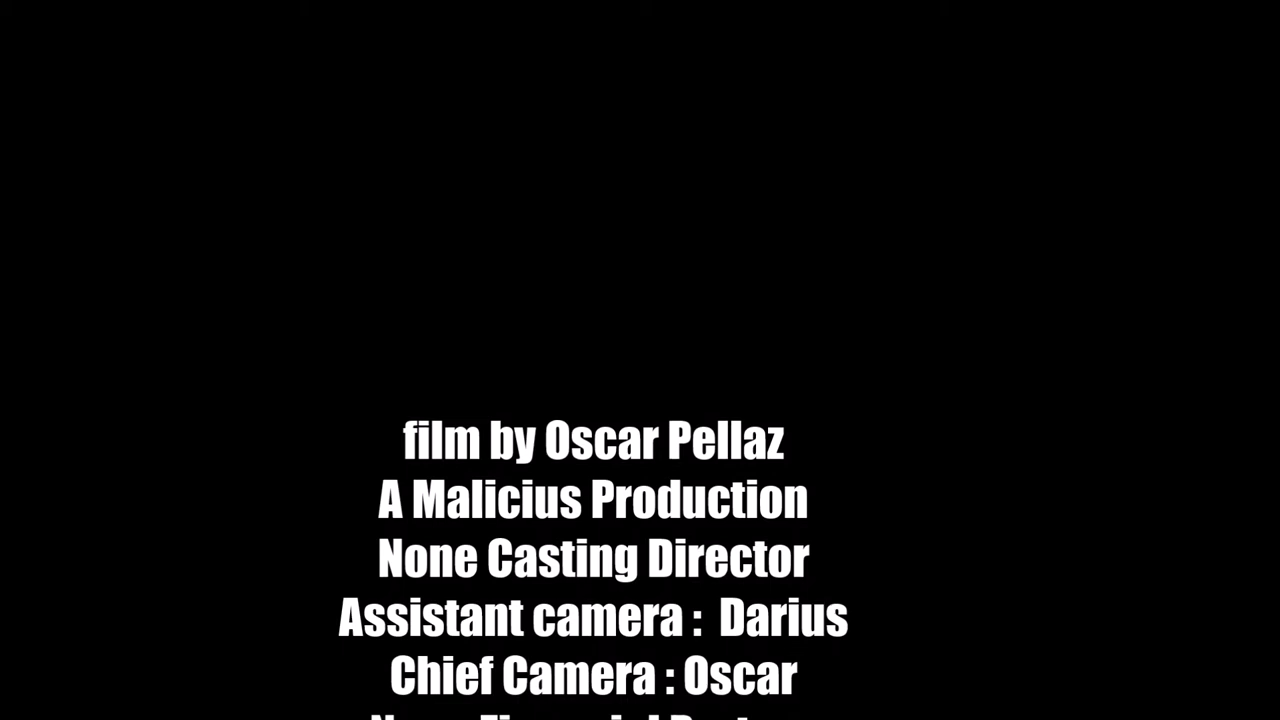 film by Oscar Pellaz
A Malicius Production
None Casting Director
Assistant camera :  Darius
Chief Camera : Oscar